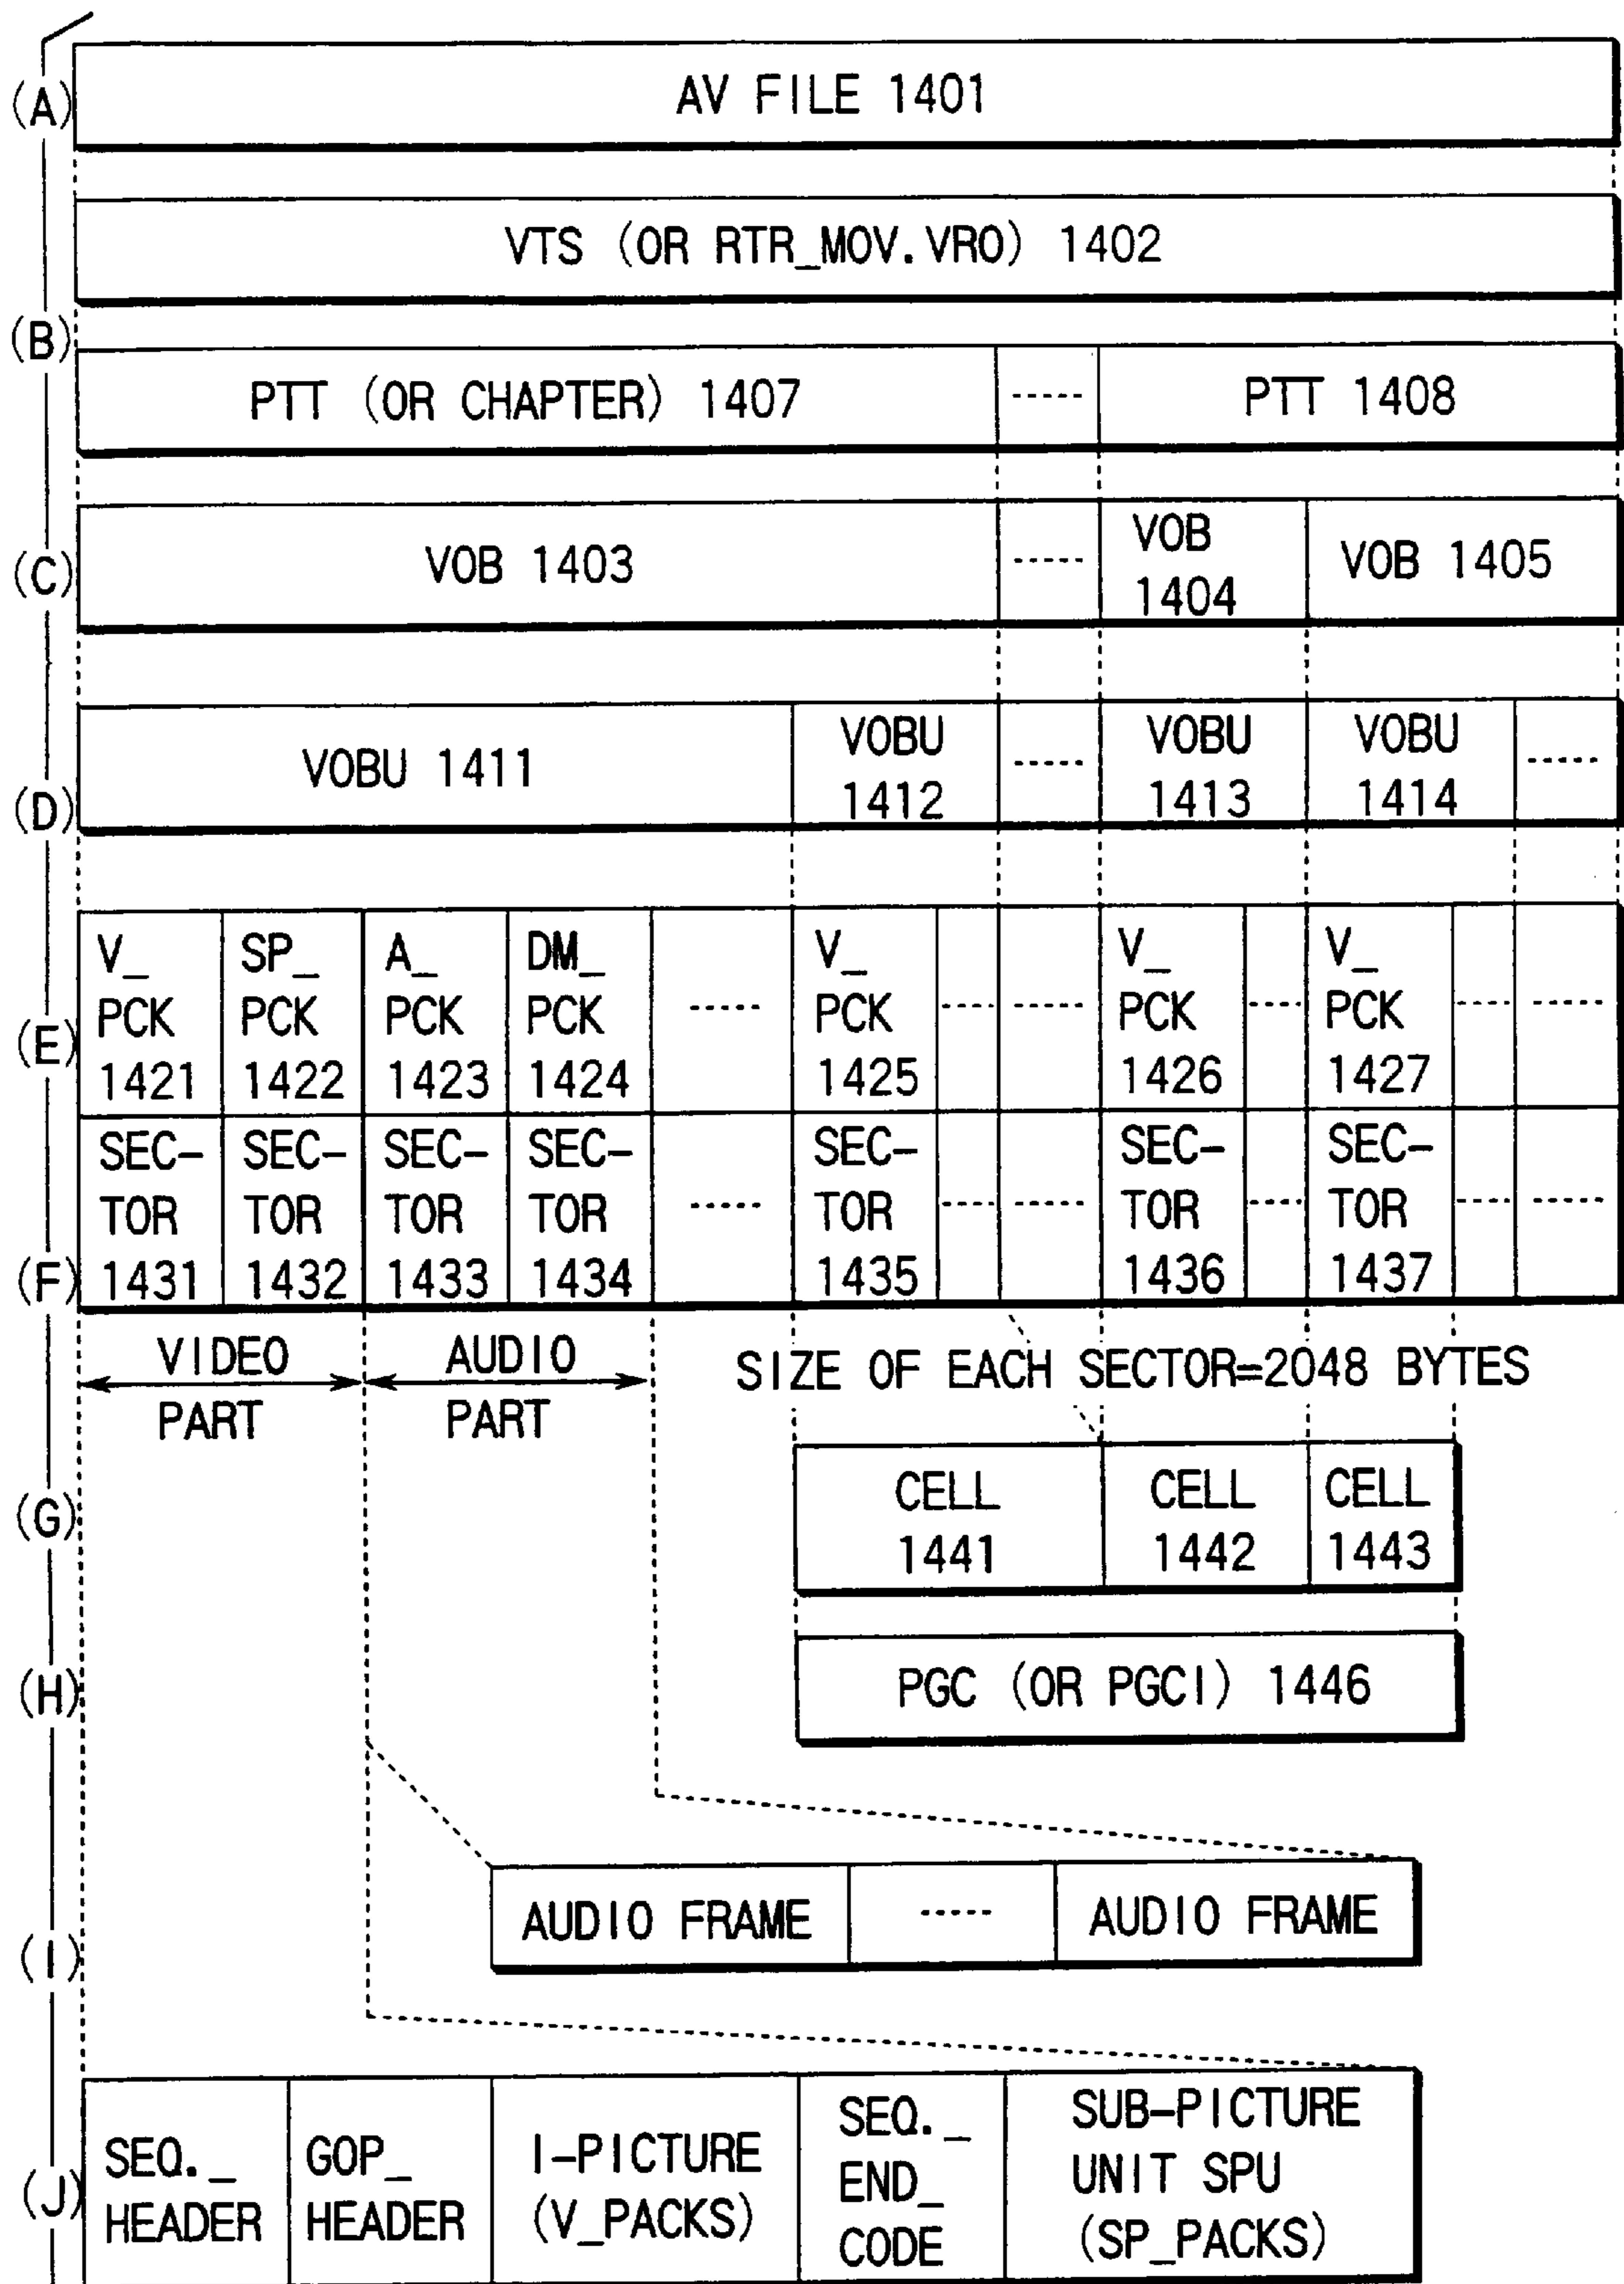 (A)
AV FILE 1401
VTS (OR RTR_MOV.VRO) 1402
(B)
PTT (OR CHAPTER) 1407 ----- PTT 1408
(C)
VOB 1403 ----- VOB 1404 VOB 1405
(D)
VOBU 1411 VOBU 1412 ----- VOBU 1413 VOBU 1414 -----
(E)
V_ SP_ A_ DM_ V_ V_ V_
PCK PCK PCK PCK ----- PCK ---- ----- PCK ---- PCK ---- -----
1421 1422 1423 1424 1425 1426 1427
SEC- SEC- SEC- SEC- SEC- SEC- SEC-
TOR TOR TOR TOR ----- TOR ---- ----- TOR ---- TOR ---- -----
(F) 1431 1432 1433 1434 1435 1436 1437
VIDEO PART
AUDIO PART
SIZE OF EACH SECTOR=2048 BYTES
(G)
CELL CELL CELL
1441 1442 1443
(H)
PGC (OR PGCI) 1446
(I)
AUDIO FRAME ----- AUDIO FRAME
(J)
SEQ._
HEADER
GOP_
HEADER
I-PICTURE
(V_PACKS)
SEQ._
END_
CODE
SUB-PICTURE
UNIT SPU
(SP_PACKS)